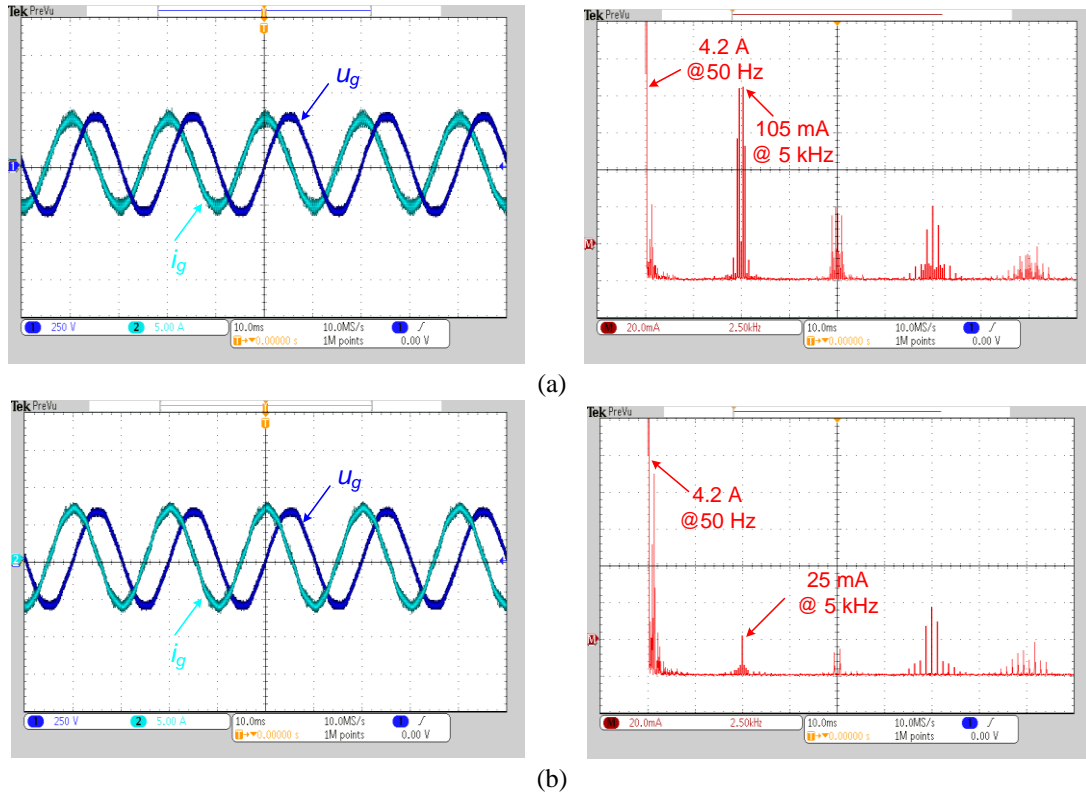 Tek PreVu
T
T
u_g
1
i_g
1 250 V 2 5.00 A 10.0ms 10.0MS/s 1 /
T→▼0.00000 s 1M points 0.00 V
Tek PreVu
4.2 A
@50 Hz
105 mA
@ 5 kHz
M
M 20.0mA 2.50kHz 10.0ms 10.0MS/s 1 /
T→▼0.00000 s 1M points 0.00 V
(a)
Tek PreVu
T
T
u_g
2
i_g
1 250 V 2 5.00 A 10.0ms 10.0MS/s 1 /
T→▼0.00000 s 1M points 0.00 V
Tek PreVu
4.2 A
@50 Hz
25 mA
@ 5 kHz
M
M 20.0mA 2.50kHz 10.0ms 10.0MS/s 1 /
T→▼0.00000 s 1M points 0.00 V
(b)